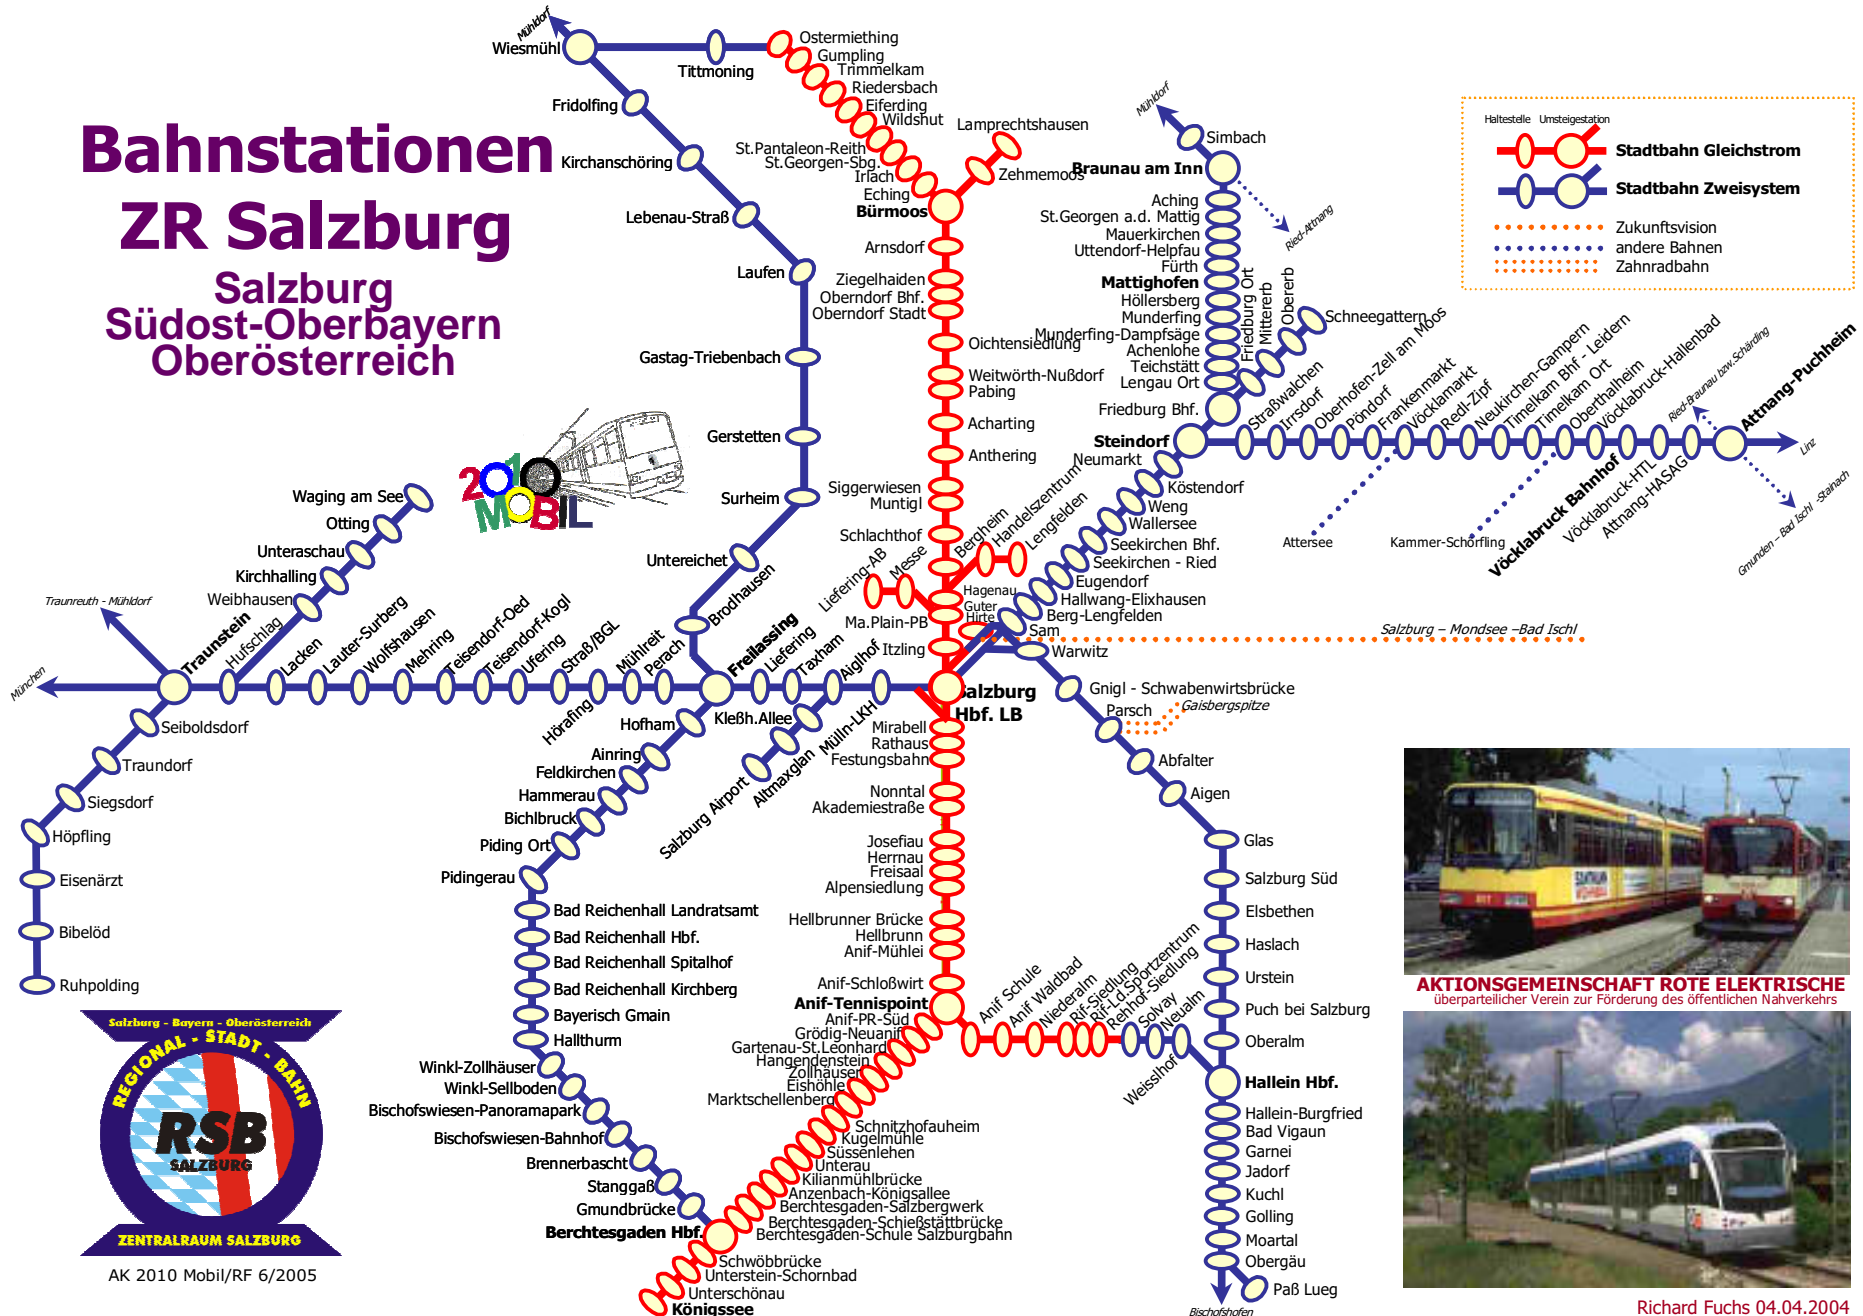 Bahnstationen
ZR Salzburg
Salzburg
Südost-Oberbayern
Oberösterreich
Mühldorf
Wiesmühl
Tittmoning
Ostermiething
Gumpling
Trimmelkam
Riedersbach
Eiferding
Wildshut
St.Pantaleon-Reith
St.Georgen-Sbg.
Irlach
Eching
Bürmoos
Lamprechtshausen
Zehmemoos
Fridolfing
Kirchanschöring
Lebenau-Straß
Laufen
Gastag-Triebenbach
Gerstetten
Surheim
Untereichet
Brodhausen
Arnsdorf
Ziegelhaiden
Oberndorf Bhf.
Oberndorf Stadt
Oichtensiedlung
Weitwörth-Nußdorf
Pabing
Acharting
Anthering
Siggerwiesen
Muntigl
Schlachthof
Bergheim
Handelszentrum
Lengfelden
Liefering-AB
Messe
Hagenau
Guter
Hirte
Ma.Plain-PB
Itzling
Salzburg
Hbf. LB
Mühldorf
Simbach
Braunau am Inn
Ried-Attnang
Aching
St.Georgen a.d. Mattig
Mauerkirchen
Uttendorf-Helpfau
Fürth
Mattighofen
Höllersberg
Munderfing
Munderfing-Dampfsäge
Achenlohe
Teichstätt
Lengau Ort
Friedburg Bhf.
Friedburg Ort
Mittererb
Obererb
Schneegattern
Steindorf
Straßwalchen
Irrsdorf
Oberhofen-Zell am Moos
Pöndorf
Frankenmarkt
Vöcklamarkt
Redl-Zipf
Neukirchen-Gampern
Timelkam Bhf - Leidern
Timelkam Ort
Oberthalheim
Vöcklabruck-Hallenbad
Vöcklabruck Bahnhof
Vöcklabruck-HTL
Attnang-HASAG
Attnang-Puchheim
Ried-Braunau bzw.Schärding
Linz
Gmunden – Bad Ischl -Stainach
Attersee
Kammer-Schörfling
Neumarkt
Köstendorf
Weng
Wallersee
Seekirchen Bhf.
Seekirchen - Ried
Eugendorf
Hallwang-Elixhausen
Berg-Lengfelden
Sam
Salzburg – Mondsee –Bad Ischl
Warwitz
Gnigl - Schwabenwirtsbrücke
Parsch
Gaisbergspitze
Abfalter
Aigen
Glas
Salzburg Süd
Elsbethen
Haslach
Urstein
Puch bei Salzburg
Oberalm
Hallein Hbf.
Hallein-Burgfried
Bad Vigaun
Garnei
Jadorf
Kuchl
Golling
Moartal
Obergäu
Paß Lueg
Bischofshofen
Haltestelle Umsteigestation
Stadtbahn Gleichstrom
Stadtbahn Zweisystem
Zukunftsvision
andere Bahnen
Zahnradbahn
Waging am See
Otting
Unteraschau
Kirchhalling
Weibhausen
Hufschlag
Traunreuth - Mühldorf
München
Traunstein
Lacken
Lauter-Surberg
Wolfshausen
Mehring
Teisendorf-Oed
Teisendorf-Kogl
Ufering
Straß/BGL
Hörafing
Mühlreit
Perach
Freilassing
Liefering
Taxham
Aiglhof
Mülln-LKH
Kleßh.Allee
Altmaxglan
Salzburg Airport
Seiboldsdorf
Traundorf
Siegsdorf
Höpfling
Eisenärzt
Bibelöd
Ruhpolding
Hofham
Ainring
Feldkirchen
Hammerau
Bichlbruck
Piding Ort
Pidingerau
Bad Reichenhall Landratsamt
Bad Reichenhall Hbf.
Bad Reichenhall Spitalhof
Bad Reichenhall Kirchberg
Bayerisch Gmain
Hallthurm
Winkl-Zollhäuser
Winkl-Sellboden
Bischofswiesen-Panoramapark
Bischofswiesen-Bahnhof
Brennerbascht
Stanggaß
Gmundbrücke
Berchtesgaden Hbf.
Mirabell
Rathaus
Festungsbahn
Nonntal
Akademiestraße
Josefiau
Herrnau
Freisaal
Alpensiedlung
Hellbrunner Brücke
Hellbrunn
Anif-Mühlei
Anif-Schloßwirt
Anif-Tennispoint
Anif Schule
Anif Waldbad
Niederalm
Rif-Siedlung
Rif-Ld.Sportzentrum
Rehhof-Siedlung
Solvay
Neualm
Weisslhof
Anif-PR-Süd
Grödig-Neuanif
Gartenau-St.Leonhard
Hangendenstein
Zollhäuser
Eishöhle
Marktschellenberg
Schnitzhofauheim
Kugelmühle
Süssenlehen
Unterau
Kilianmühlbrücke
Anzenbach-Königsallee
Berchtesgaden-Salzbergwerk
Berchtesgaden-Schießstättbrücke
Berchtesgaden-Schule Salzburgbahn
Schwöbbrücke
Unterstein-Schornbad
Unterschönau
Königssee
2010
MOBIL
Salzburg - Bayern - Oberösterreich
REGIONAL - STADT - BAHN
RSB
SALZBURG
ZENTRALRAUM SALZBURG
AK 2010 Mobil/RF 6/2005
AKTIONSGEMEINSCHAFT ROTE ELEKTRISCHE
überparteilicher Verein zur Förderung des öffentlichen Nahverkehrs
Richard Fuchs 04.04.2004